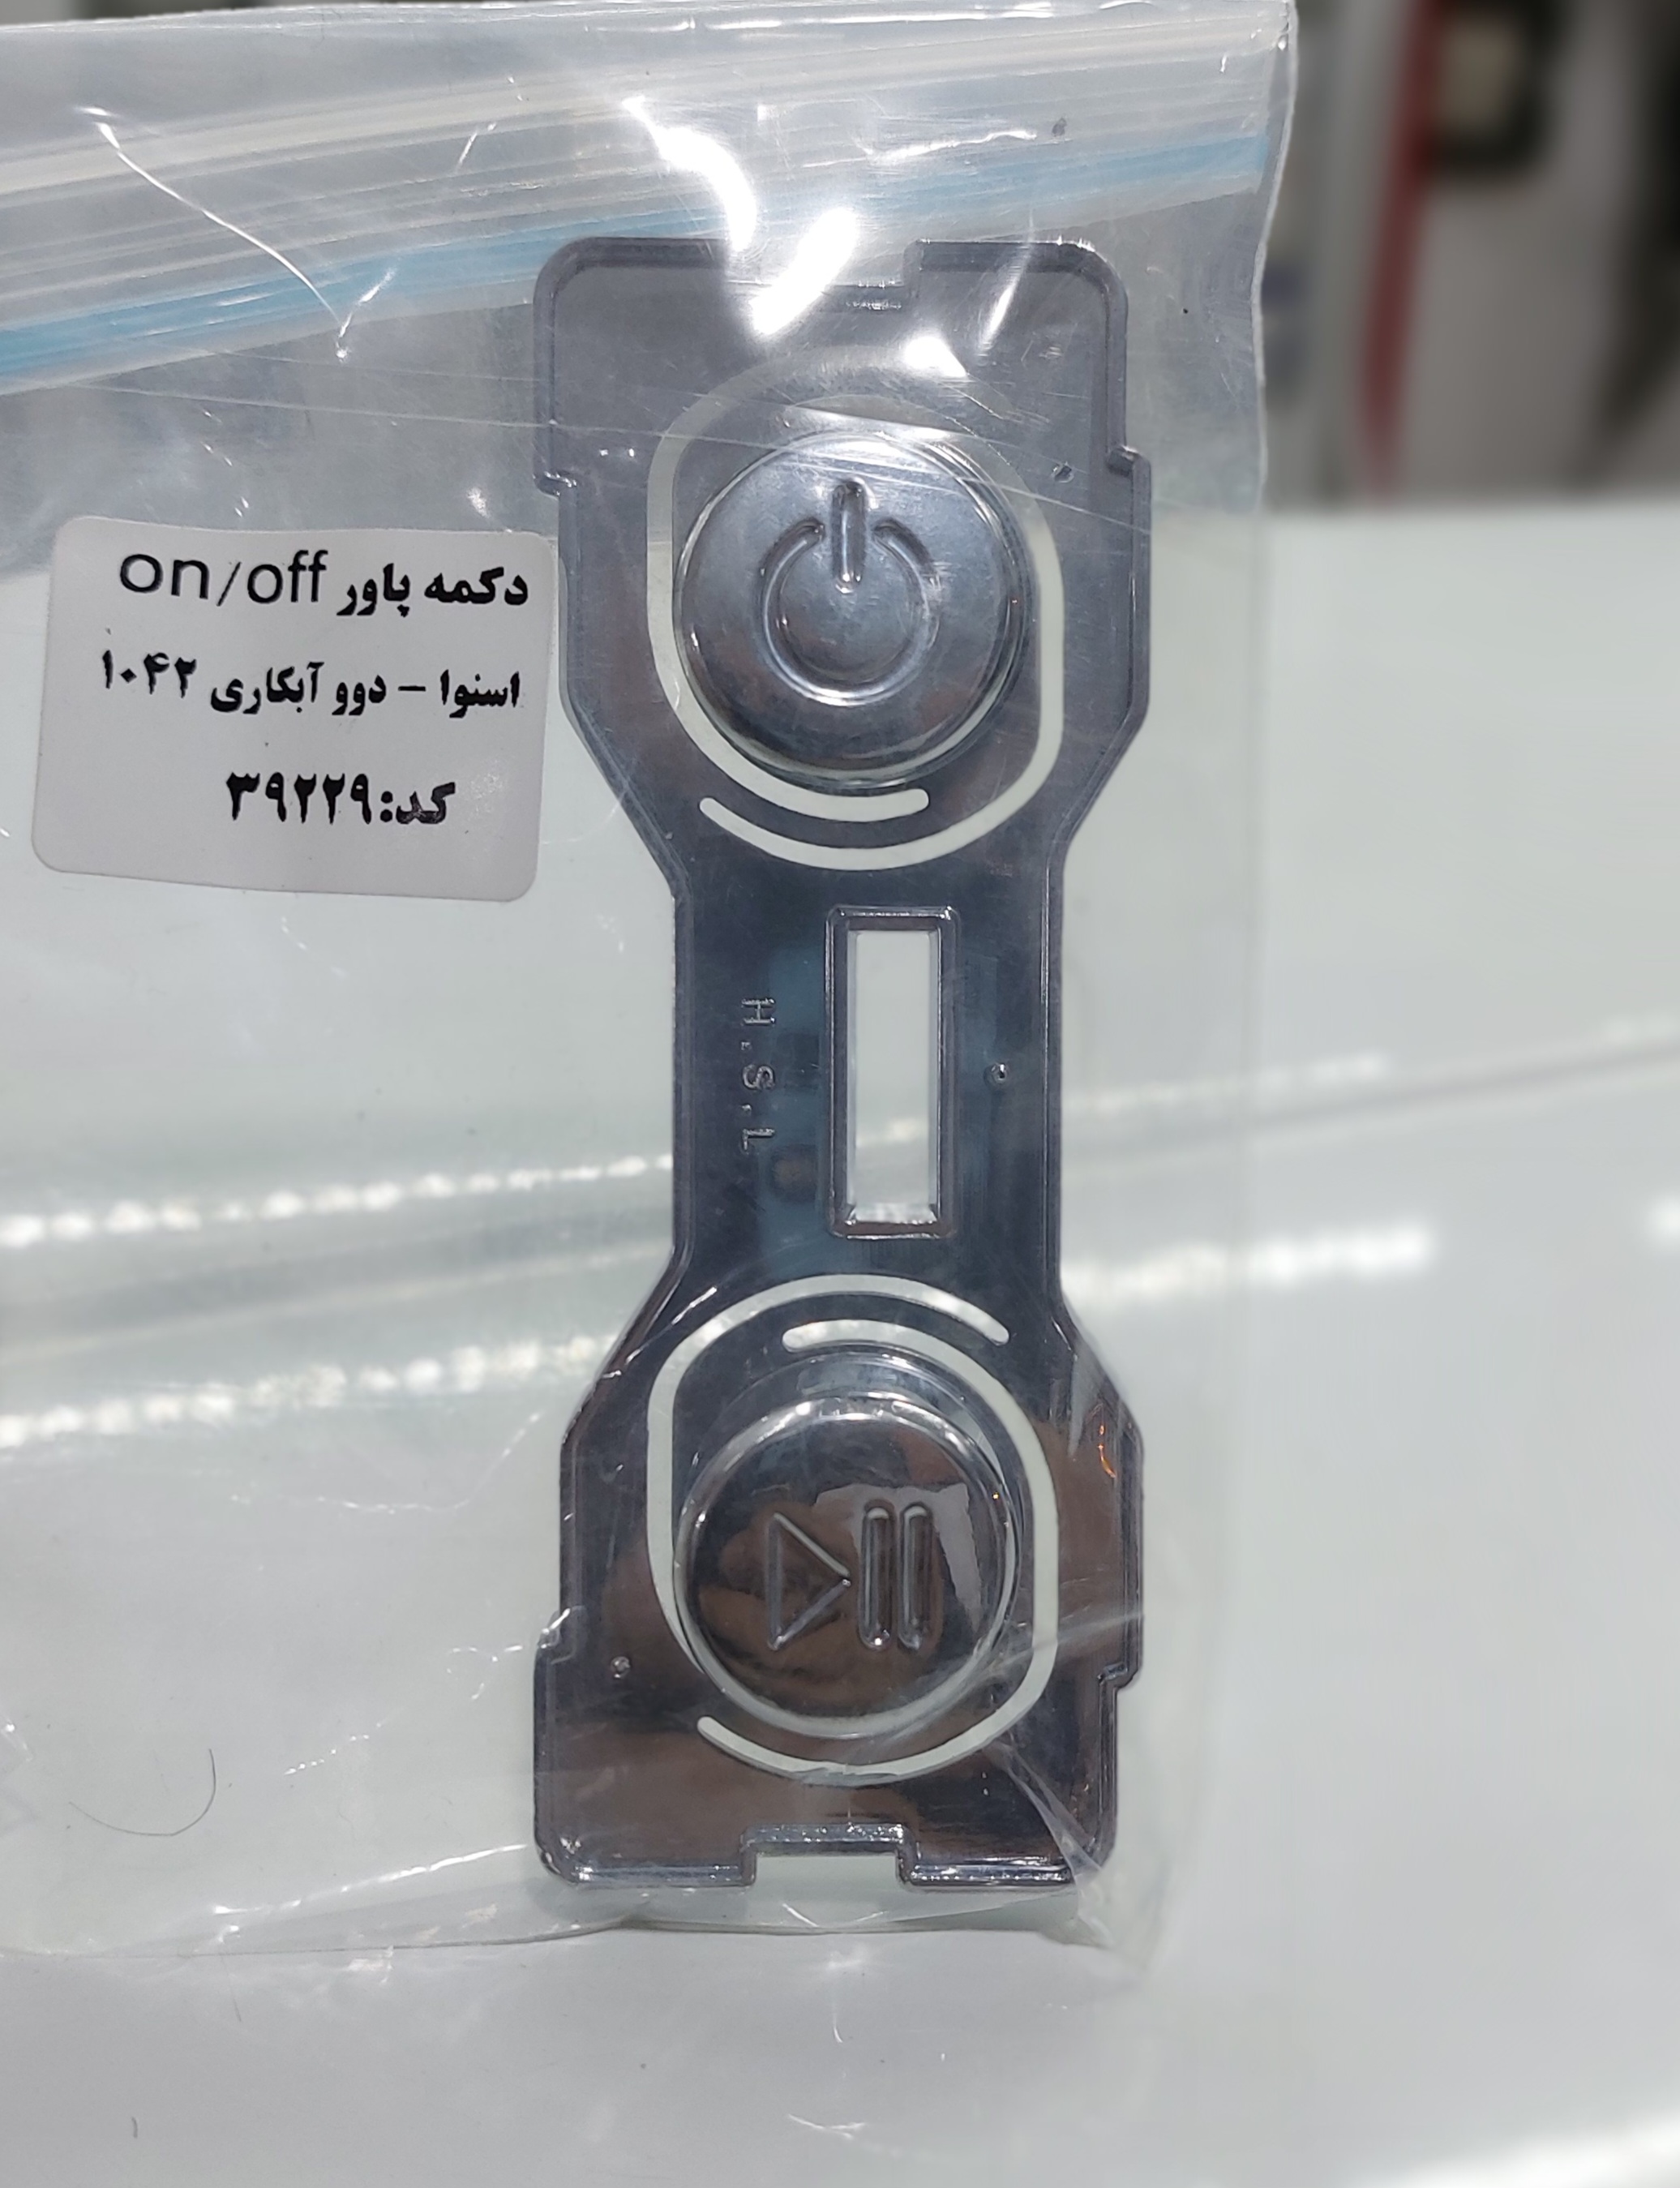 دکمه پاور on/off
اسنوا – دوو آبکاری ۱۰۴۲
کد:۳۹۲۲۹
H.S.L